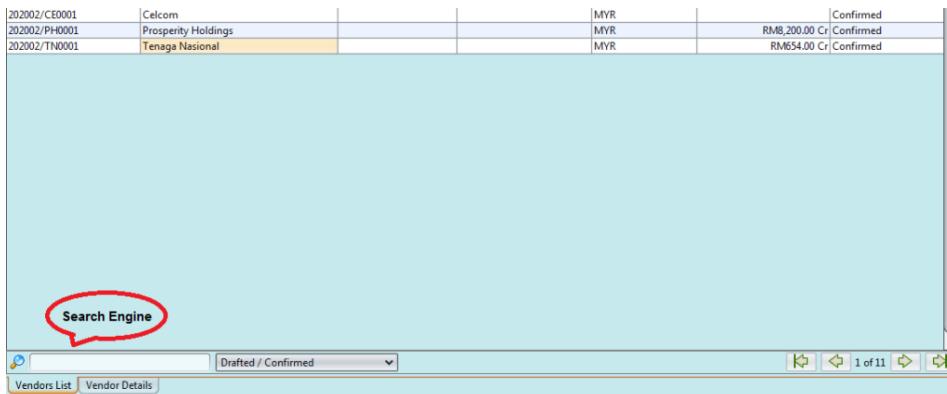 202002/CE0001 Celcom MYR Confirmed
202002/PH0001 Prosperity Holdings MYR RM8,200.00 Cr Confirmed
202002/TN0001 Tenaga Nasional MYR RM654.00 Cr Confirmed
Search Engine
Drafted / Confirmed 1 of 11
Vendors List Vendor Details